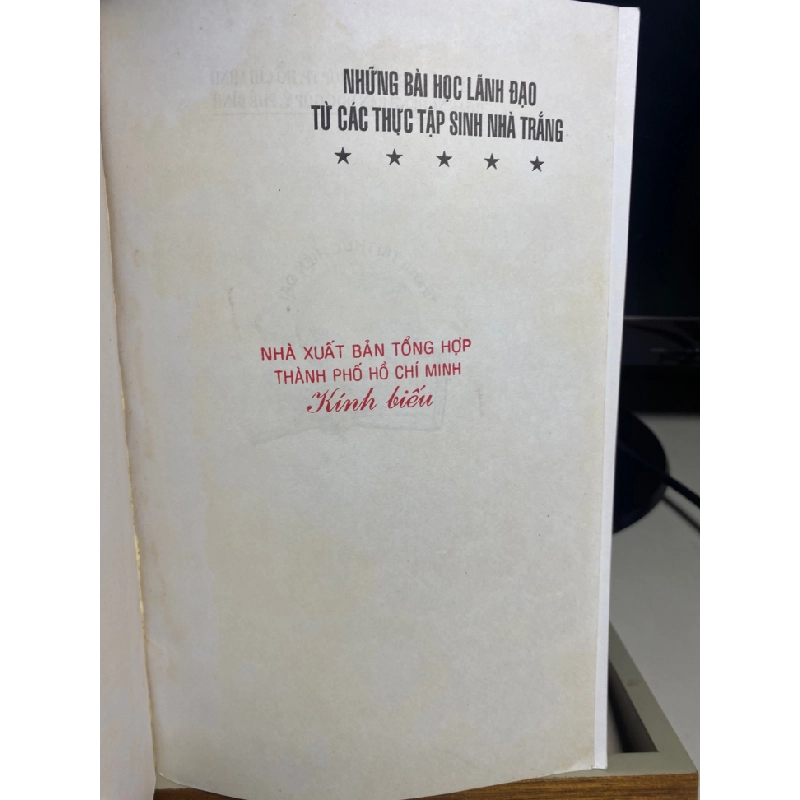 NHỮNG BÀI HỌC LÃNH ĐẠO
TỪ CÁC THỰC TẬP SINH NHÀ TRẮNG
★ ★ ★ ★ ★
NHÀ XUẤT BẢN TỔNG HỢP
THÀNH PHỐ HỒ CHÍ MINH
Kính biếu